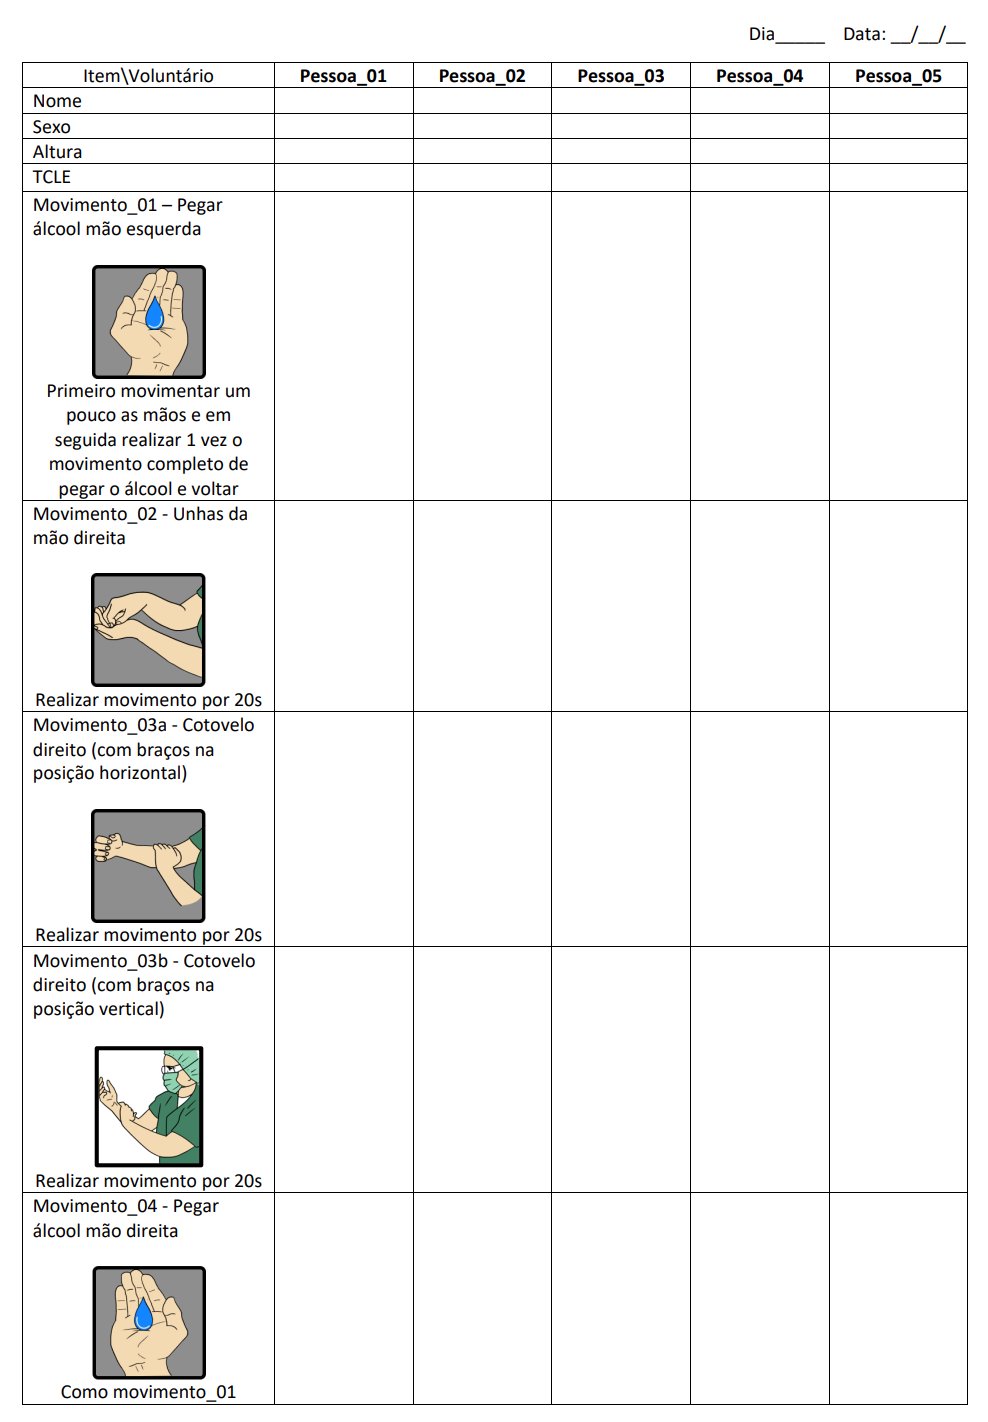 Dia_____ Data: __/__/__
Item\Voluntário Pessoa_01 Pessoa_02 Pessoa_03 Pessoa_04 Pessoa_05
Nome
Sexo
Altura
TCLE
Movimento_01 – Pegar
álcool mão esquerda
Primeiro movimentar um
pouco as mãos e em
seguida realizar 1 vez o
movimento completo de
pegar o álcool e voltar
Movimento_02 - Unhas da
mão direita
Realizar movimento por 20s
Movimento_03a - Cotovelo
direito (com braços na
posição horizontal)
Realizar movimento por 20s
Movimento_03b - Cotovelo
direito (com braços na
posição vertical)
Realizar movimento por 20s
Movimento_04 - Pegar
álcool mão direita
Como movimento_01